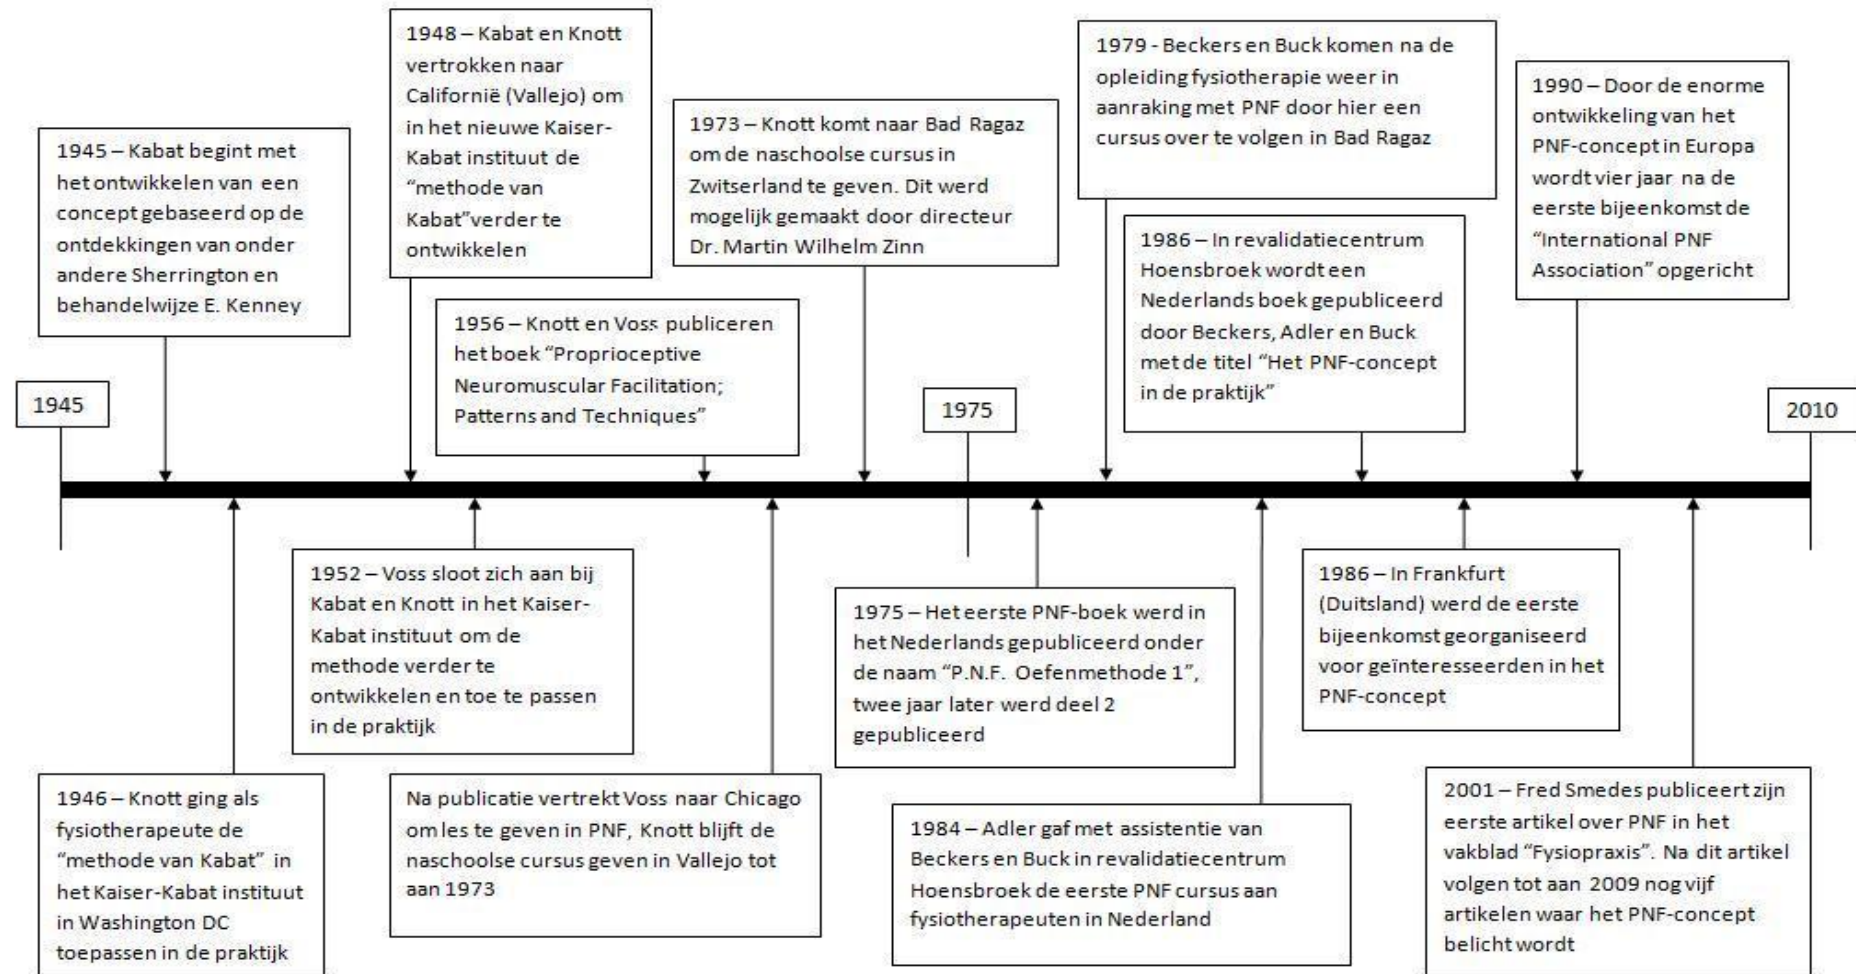 1945 – Kabat begint met
het ontwikkelen van een
concept gebaseerd op de
ontdekkingen van onder
andere Sherrington en
behandelwijze E. Kenney
1948 – Kabat en Knott
vertrokken naar
Californië (Vallejo) om
in het nieuwe Kaiser-
Kabat instituut de
“methode van
Kabat”verder te
ontwikkelen
1956 – Knott en Voss publiceren
het boek “Proprioceptive
Neuromuscular Facilitation;
Patterns and Techniques”
1973 – Knott komt naar Bad Ragaz
om de naschoolse cursus in
Zwitserland te geven. Dit werd
mogelijk gemaakt door directeur
Dr. Martin Wilhelm Zinn
1979 - Beckers en Buck komen na de
opleiding fysiotherapie weer in
aanraking met PNF door hier een
cursus over te volgen in Bad Ragaz
1986 – In revalidatiecentrum
Hoensbroek wordt een
Nederlands boek gepubliceerd
door Beckers, Adler en Buck
met de titel “Het PNF-concept
in de praktijk”
1990 – Door de enorme
ontwikkeling van het
PNF-concept in Europa
wordt vier jaar na de
eerste bijeenkomst de
“International PNF
Association” opgericht
1945
1975
2010
1946 – Knott ging als
fysiotherapeute de
“methode van Kabat” in
het Kaiser-Kabat instituut
in Washington DC
toepassen in de praktijk
1952 – Voss sloot zich aan bij
Kabat en Knott in het Kaiser-
Kabat instituut om de
methode verder te
ontwikkelen en toe te passen
in de praktijk
Na publicatie vertrekt Voss naar Chicago
om les te geven in PNF, Knott blijft de
naschoolse cursus geven in Vallejo tot
aan 1973
1975 – Het eerste PNF-boek werd in
het Nederlands gepubliceerd onder
de naam “P.N.F. Oefenmethode 1”,
twee jaar later werd deel 2
gepubliceerd
1984 – Adler gaf met assistentie van
Beckers en Buck in revalidatiecentrum
Hoensbroek de eerste PNF cursus aan
fysiotherapeuten in Nederland
1986 – In Frankfurt
(Duitsland) werd de eerste
bijeenkomst georganiseerd
voor geïnteresseerden in het
PNF-concept
2001 – Fred Smedes publiceert zijn
eerste artikel over PNF in het
vakblad “Fysiopraxis”. Na dit artikel
volgen tot aan 2009 nog vijf
artikelen waar het PNF-concept
belicht wordt